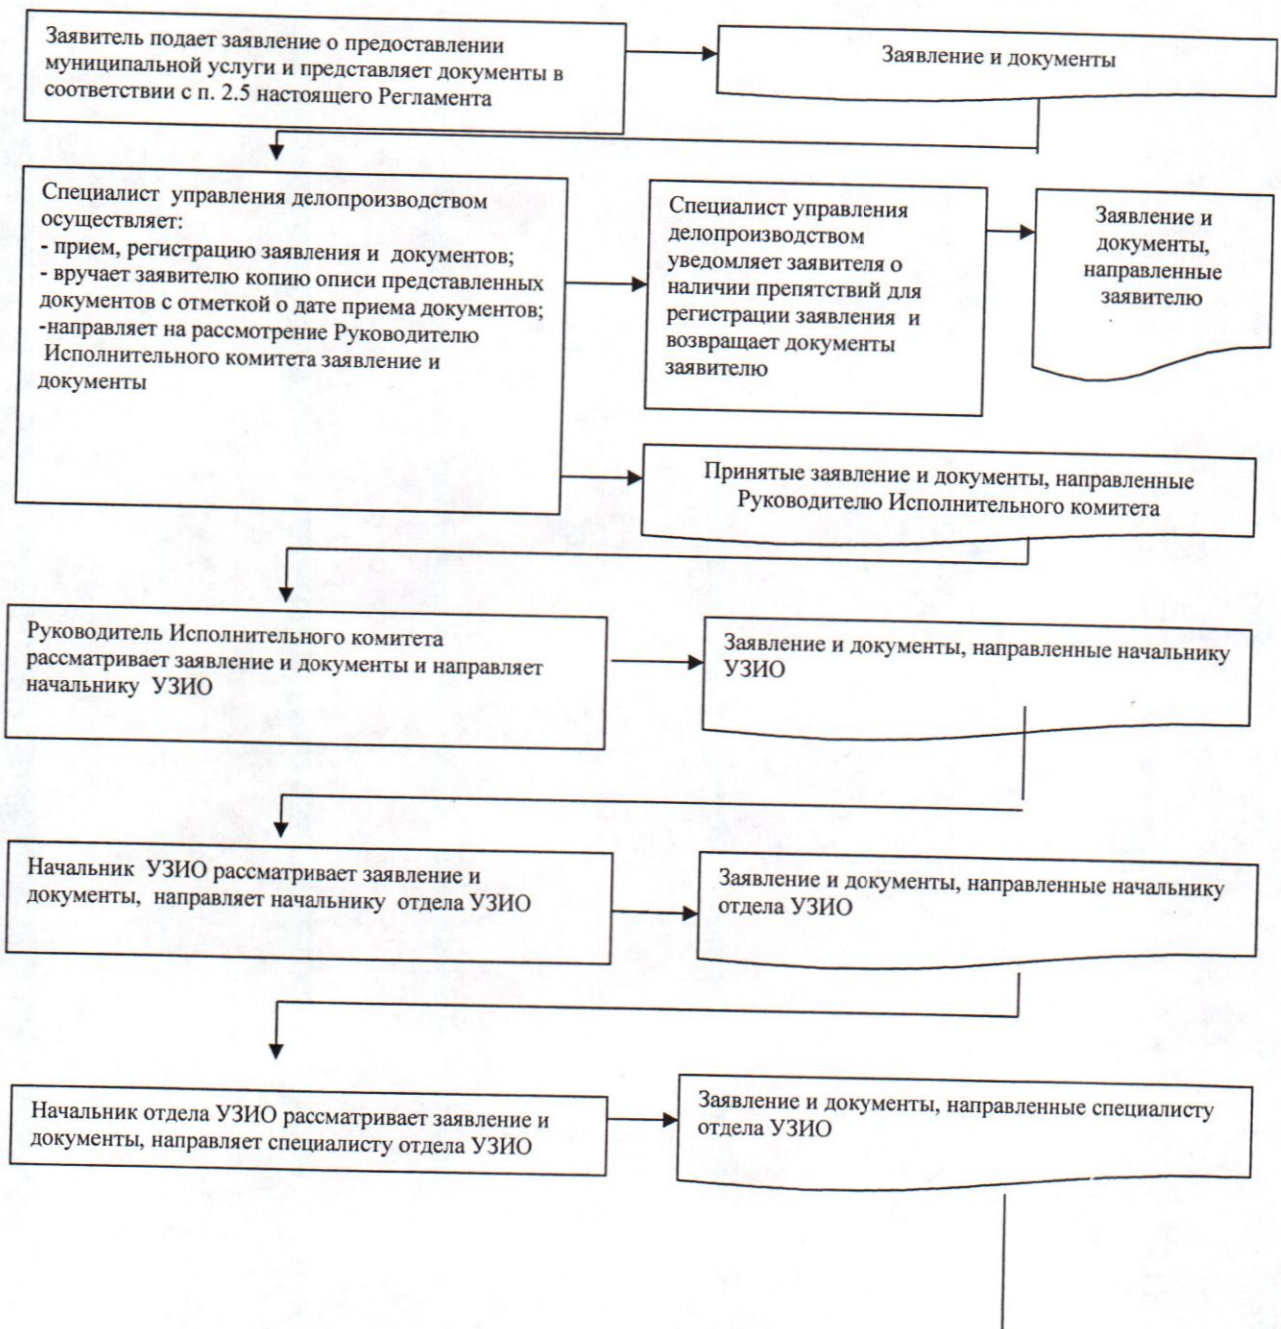 Заявитель подает заявление о предоставлении
муниципальной услуги и представляет документы в
соответствии с п. 2.5 настоящего Регламента
Заявление и документы
Специалист управления делопроизводством
осуществляет:
- прием, регистрацию заявления и документов;
- вручает заявителю копию описи представленных
документов с отметкой о дате приема документов;
-направляет на рассмотрение Руководителю
Исполнительного комитета заявление и
документы
Специалист управления
делопроизводством
уведомляет заявителя о
наличии препятствий для
регистрации заявления и
возвращает документы
заявителю
Заявление и
документы,
направленные
заявителю
Принятые заявление и документы, направленные
Руководителю Исполнительного комитета
Руководитель Исполнительного комитета
рассматривает заявление и документы и направляет
начальнику УЗИО
Заявление и документы, направленные начальнику
УЗИО
Начальник УЗИО рассматривает заявление и
документы, направляет начальнику отдела УЗИО
Заявление и документы, направленные начальнику
отдела УЗИО
Начальник отдела УЗИО рассматривает заявление и
документы, направляет специалисту отдела УЗИО
Заявление и документы, направленные специалисту
отдела УЗИО